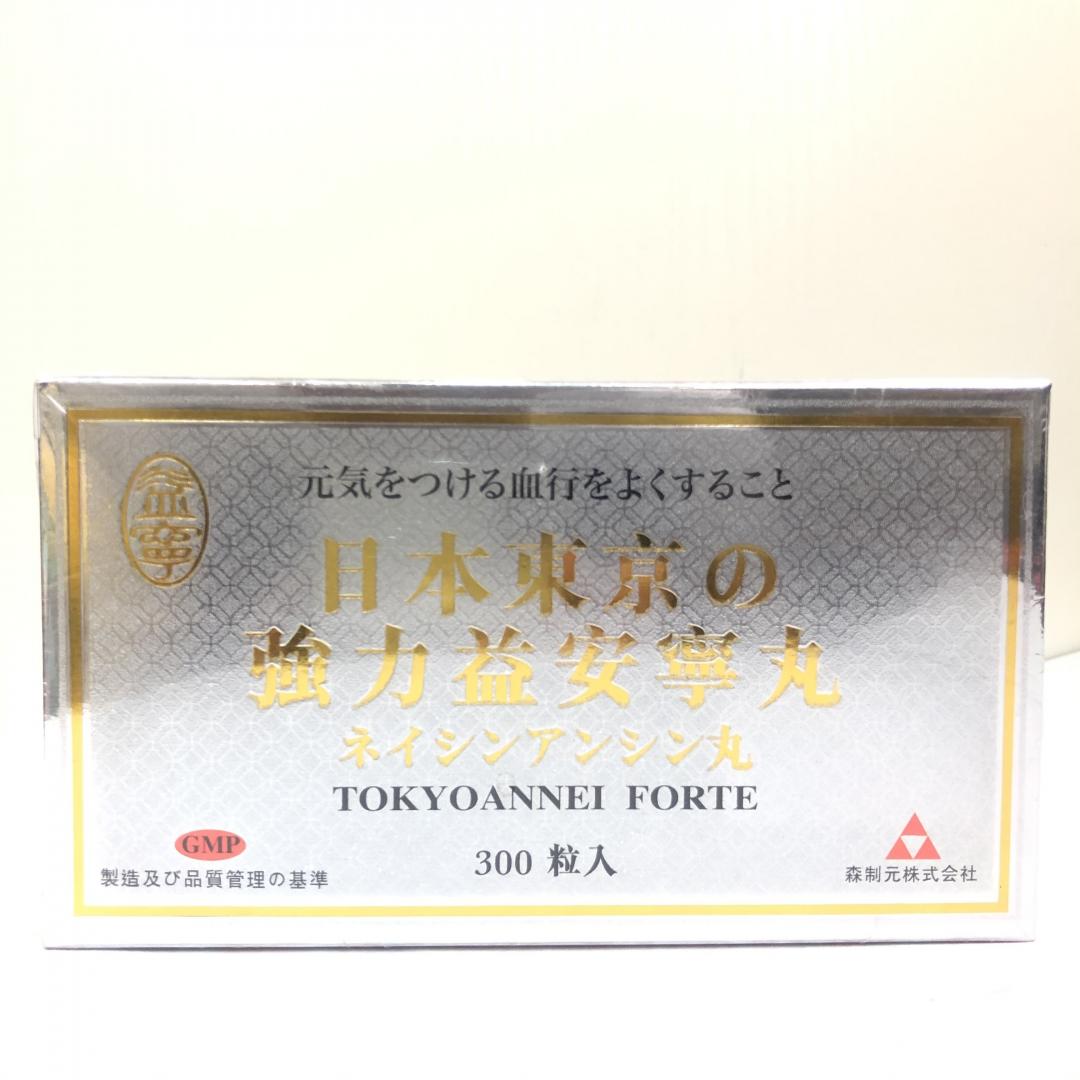 元気をつける血行をよくすること
益寧
日本東京の
強力益安寧丸
ネイシンアンシン丸
TOKYOANNEI FORTE
300 粒入
GMP
製造及び品質管理の基準
森制元株式会社